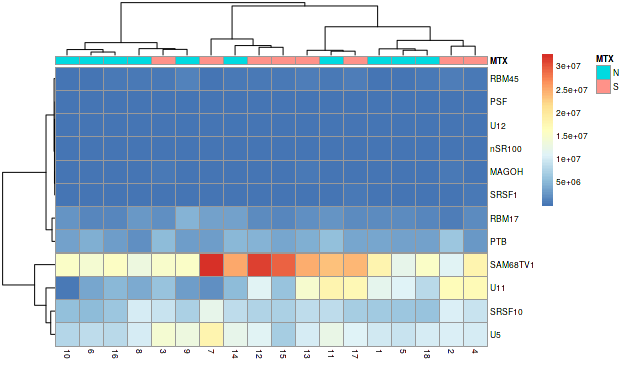 MTX
RBM45
PSF
U12
nSR100
MAGOH
SRSF1
RBM17
PTB
SAM68TV1
U11
SRSF10
U5
10 6 16 8 3 9 7 14 12 15 13 11 17 1 5 18 2 4
3e+07
2.5e+07
2e+07
1.5e+07
1e+07
5e+06
MTX
N
S